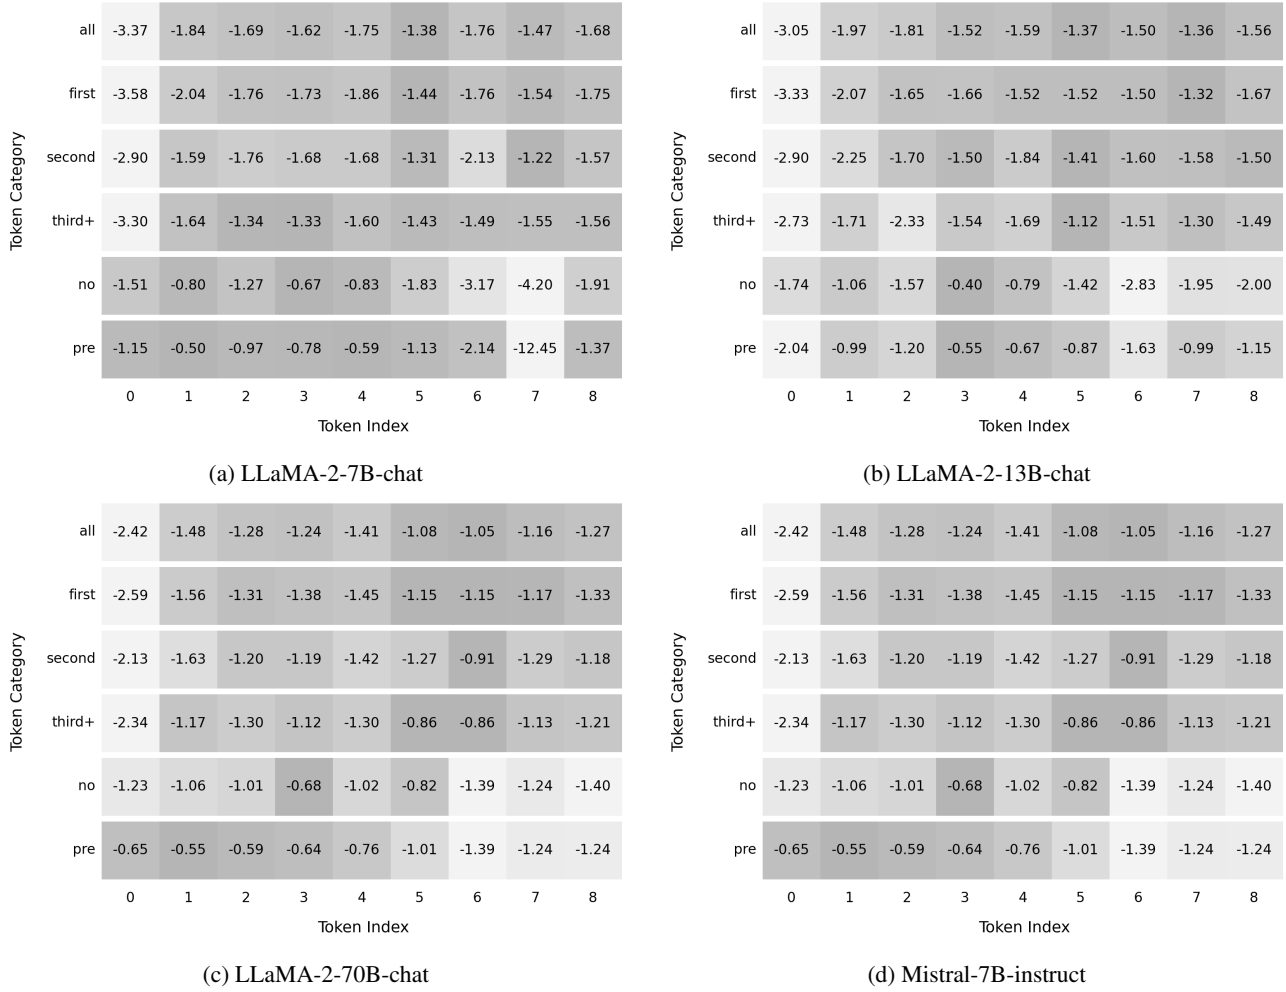 all -3.37 -1.84 -1.69 -1.62 -1.75 -1.38 -1.76 -1.47 -1.68
first -3.58 -2.04 -1.76 -1.73 -1.86 -1.44 -1.76 -1.54 -1.75
second -2.90 -1.59 -1.76 -1.68 -1.68 -1.31 -2.13 -1.22 -1.57
third+ -3.30 -1.64 -1.34 -1.33 -1.60 -1.43 -1.49 -1.55 -1.56
no -1.51 -0.80 -1.27 -0.67 -0.83 -1.83 -3.17 -4.20 -1.91
pre -1.15 -0.50 -0.97 -0.78 -0.59 -1.13 -2.14 -12.45 -1.37
0 1 2 3 4 5 6 7 8
Token Index
Token Category
(a) LLaMA-2-7B-chat
all -3.05 -1.97 -1.81 -1.52 -1.59 -1.37 -1.50 -1.36 -1.56
first -3.33 -2.07 -1.65 -1.66 -1.52 -1.52 -1.50 -1.32 -1.67
second -2.90 -2.25 -1.70 -1.50 -1.84 -1.41 -1.60 -1.58 -1.50
third+ -2.73 -1.71 -2.33 -1.54 -1.69 -1.12 -1.51 -1.30 -1.49
no -1.74 -1.06 -1.57 -0.40 -0.79 -1.42 -2.83 -1.95 -2.00
pre -2.04 -0.99 -1.20 -0.55 -0.67 -0.87 -1.63 -0.99 -1.15
0 1 2 3 4 5 6 7 8
Token Index
Token Category
(b) LLaMA-2-13B-chat
all -2.42 -1.48 -1.28 -1.24 -1.41 -1.08 -1.05 -1.16 -1.27
first -2.59 -1.56 -1.31 -1.38 -1.45 -1.15 -1.15 -1.17 -1.33
second -2.13 -1.63 -1.20 -1.19 -1.42 -1.27 -0.91 -1.29 -1.18
third+ -2.34 -1.17 -1.30 -1.12 -1.30 -0.86 -0.86 -1.13 -1.21
no -1.23 -1.06 -1.01 -0.68 -1.02 -0.82 -1.39 -1.24 -1.40
pre -0.65 -0.55 -0.59 -0.64 -0.76 -1.01 -1.39 -1.24 -1.24
0 1 2 3 4 5 6 7 8
Token Index
Token Category
(c) LLaMA-2-70B-chat
all -2.42 -1.48 -1.28 -1.24 -1.41 -1.08 -1.05 -1.16 -1.27
first -2.59 -1.56 -1.31 -1.38 -1.45 -1.15 -1.15 -1.17 -1.33
second -2.13 -1.63 -1.20 -1.19 -1.42 -1.27 -0.91 -1.29 -1.18
third+ -2.34 -1.17 -1.30 -1.12 -1.30 -0.86 -0.86 -1.13 -1.21
no -1.23 -1.06 -1.01 -0.68 -1.02 -0.82 -1.39 -1.24 -1.40
pre -0.65 -0.55 -0.59 -0.64 -0.76 -1.01 -1.39 -1.24 -1.24
0 1 2 3 4 5 6 7 8
Token Index
Token Category
(d) Mistral-7B-instruct